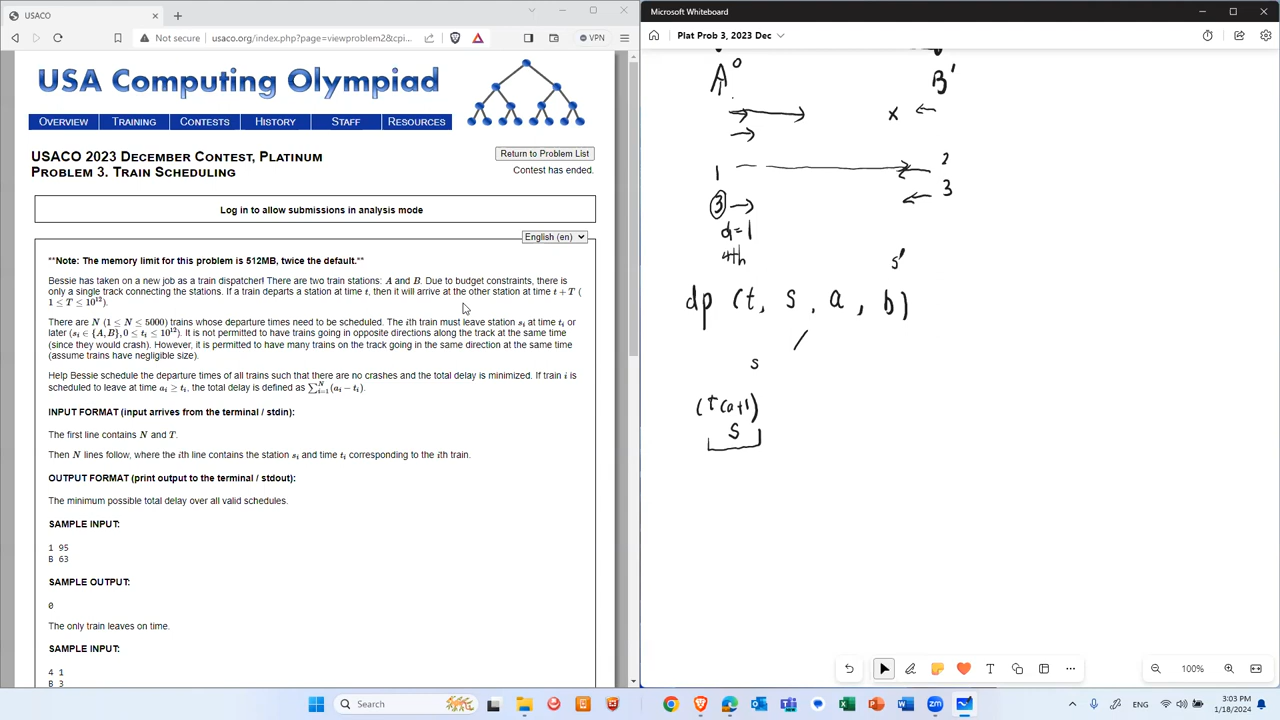 USACO
Not secure usaco.org/index.php?page=viewproblem2&cpi...
VPN
USA Computing Olympiad
OVERVIEW TRAINING CONTESTS HISTORY STAFF RESOURCES
USACO 2023 DECEMBER CONTEST, PLATINUM
PROBLEM 3. TRAIN SCHEDULING
Return to Problem List
Contest has ended.
Log in to allow submissions in analysis mode
English (en)
**Note: The memory limit for this problem is 512MB, twice the default.**
Bessie has taken on a new job as a train dispatcher! There are two train stations: A and B. Due to budget constraints, there is
only a single track connecting the stations. If a train departs a station at time t, then it will arrive at the other station at time t + T (
1 ≤ T ≤ 10^12).
There are N (1 ≤ N ≤ 5000) trains whose departure times need to be scheduled. The ith train must leave station s_i at time t_i or
later (s_i ∈ {A, B}, 0 ≤ t_i ≤ 10^12). It is not permitted to have trains going in opposite directions along the track at the same time
(since they would crash). However, it is permitted to have many trains on the track going in the same direction at the same time
(assume trains have negligible size).
Help Bessie schedule the departure times of all trains such that there are no crashes and the total delay is minimized. If train i is
scheduled to leave at time a_i ≥ t_i, the total delay is defined as ∑_{i=1}^{N}(a_i − t_i).
INPUT FORMAT (input arrives from the terminal / stdin):
The first line contains N and T.
Then N lines follow, where the ith line contains the station s_i and time t_i corresponding to the ith train.
OUTPUT FORMAT (print output to the terminal / stdout):
The minimum possible total delay over all valid schedules.
SAMPLE INPUT:
1 95
B 63
SAMPLE OUTPUT:
0
The only train leaves on time.
SAMPLE INPUT:
4 1
B 3
Microsoft Whiteboard
Plat Prob 3, 2023 Dec
A 0 B 1
x
1 2
3 3
d=1
4th
s'
dp (t, s, a, b)
s
(t(a+1)
s
100%
Search
ENG
3:03 PM
1/18/2024